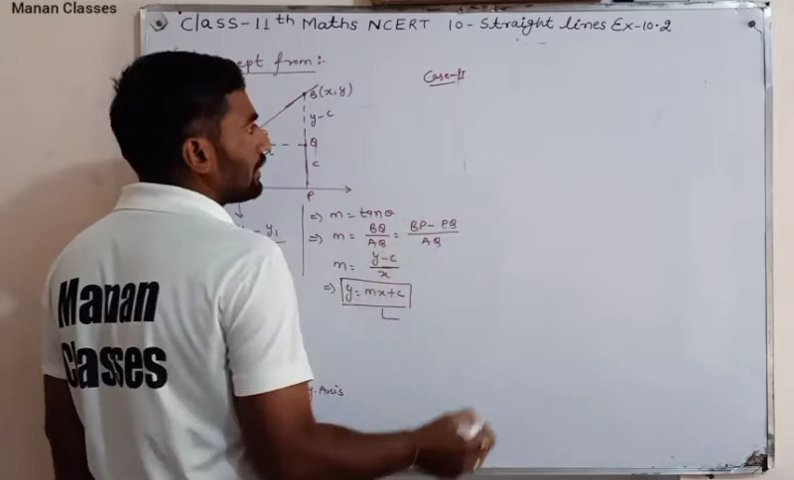 Manan Classes
Class-11th Maths NCERT 10-Straight lines Ex-10.2
ept from:-
Case-II
B(x,y)
y-c
x
Q
c
P
y1
=) m= tanθ
=) m= BQ/AQ = BP-PQ/AQ
m= y-c/x
=) y=mx+c
y-Axis
Manan
Classes